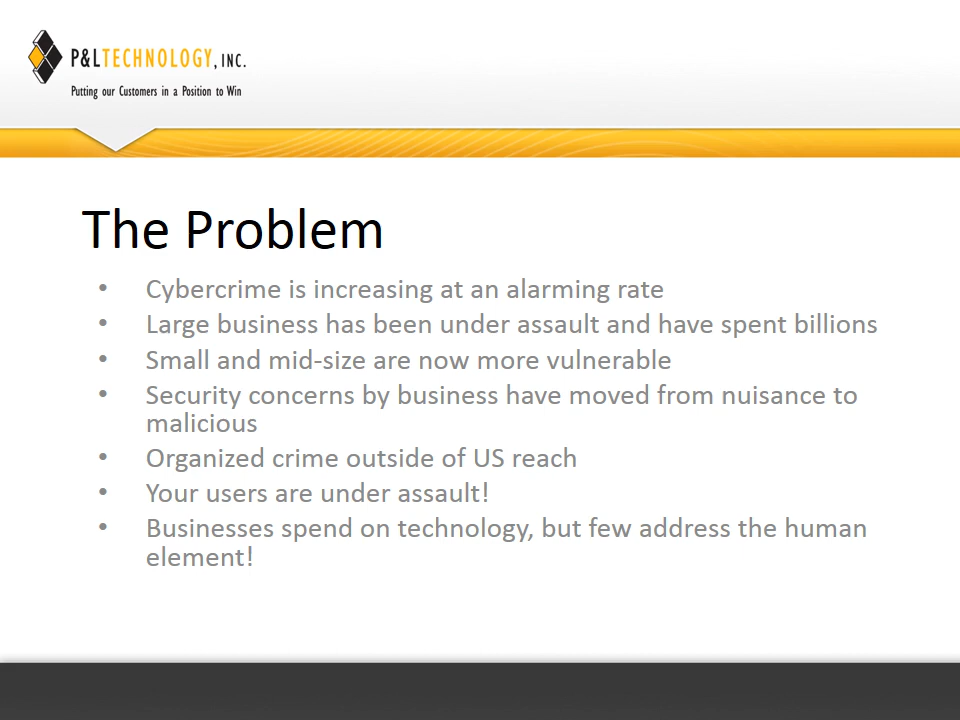 P&LTECHNOLOGY, INC.
Putting our Customers in a Position to Win
The Problem
• Cybercrime is increasing at an alarming rate
• Large business has been under assault and have spent billions
• Small and mid-size are now more vulnerable
• Security concerns by business have moved from nuisance to
malicious
• Organized crime outside of US reach
• Your users are under assault!
• Businesses spend on technology, but few address the human
element!